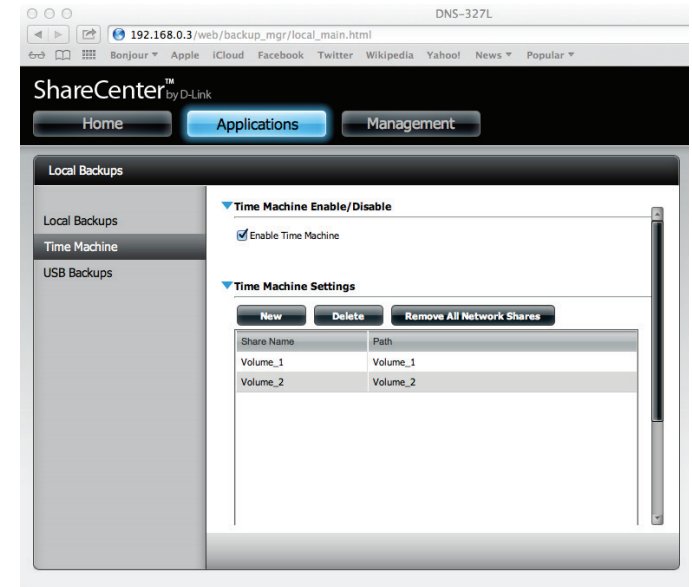 DNS-327L
192.168.0.3/web/backup_mgr/local_main.html
Bonjour Apple iCloud Facebook Twitter Wikipedia Yahoo! News Popular
ShareCenter™ by D-Link
Home Applications Management
Local Backups
Local Backups
Time Machine
USB Backups
Time Machine Enable/Disable
Enable Time Machine
Time Machine Settings
New Delete Remove All Network Shares
Share Name Path
Volume_1 Volume_1
Volume_2 Volume_2